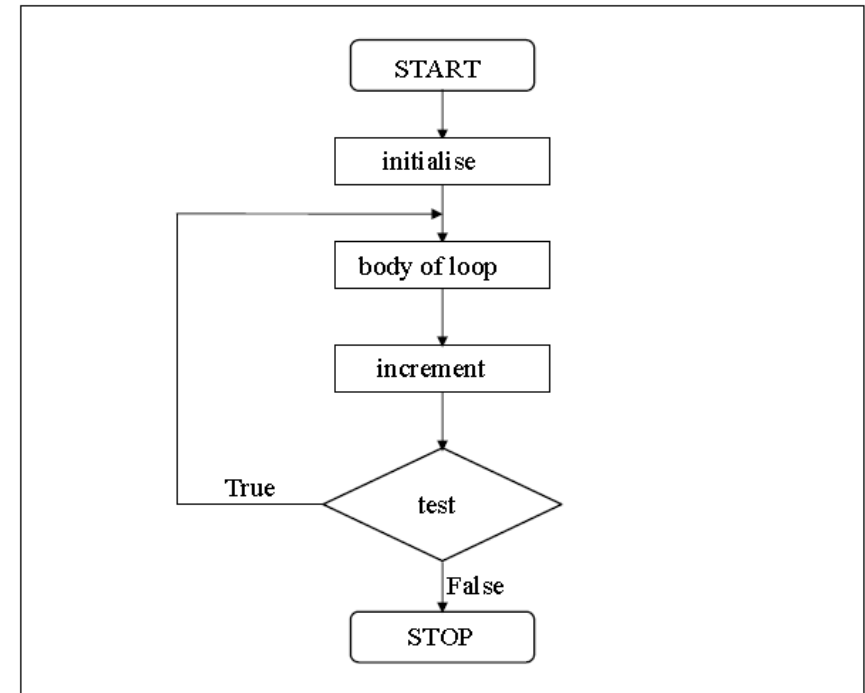 START
initialise
body of loop
increment
True
test
False
STOP